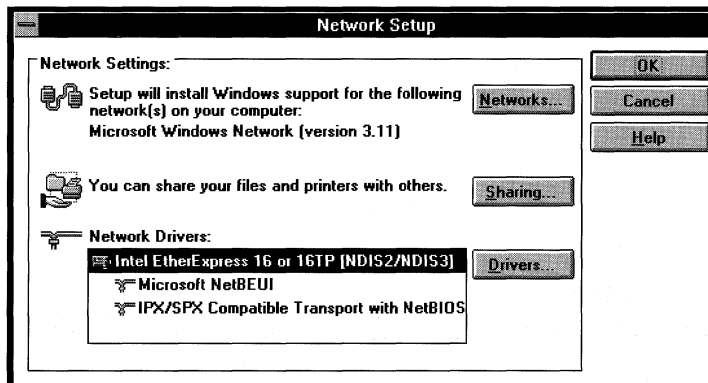 Network Setup
Network Settings:
Setup will install Windows support for the following
network(s) on your computer:
Microsoft Windows Network (version 3.11)
Networks...
You can share your files and printers with others.
Sharing...
Network Drivers:
Intel EtherExpress 16 or 16TP [NDIS2/NDIS3]
Microsoft NetBEUI
IPX/SPX Compatible Transport with NetBIOS
Drivers...
OK
Cancel
Help